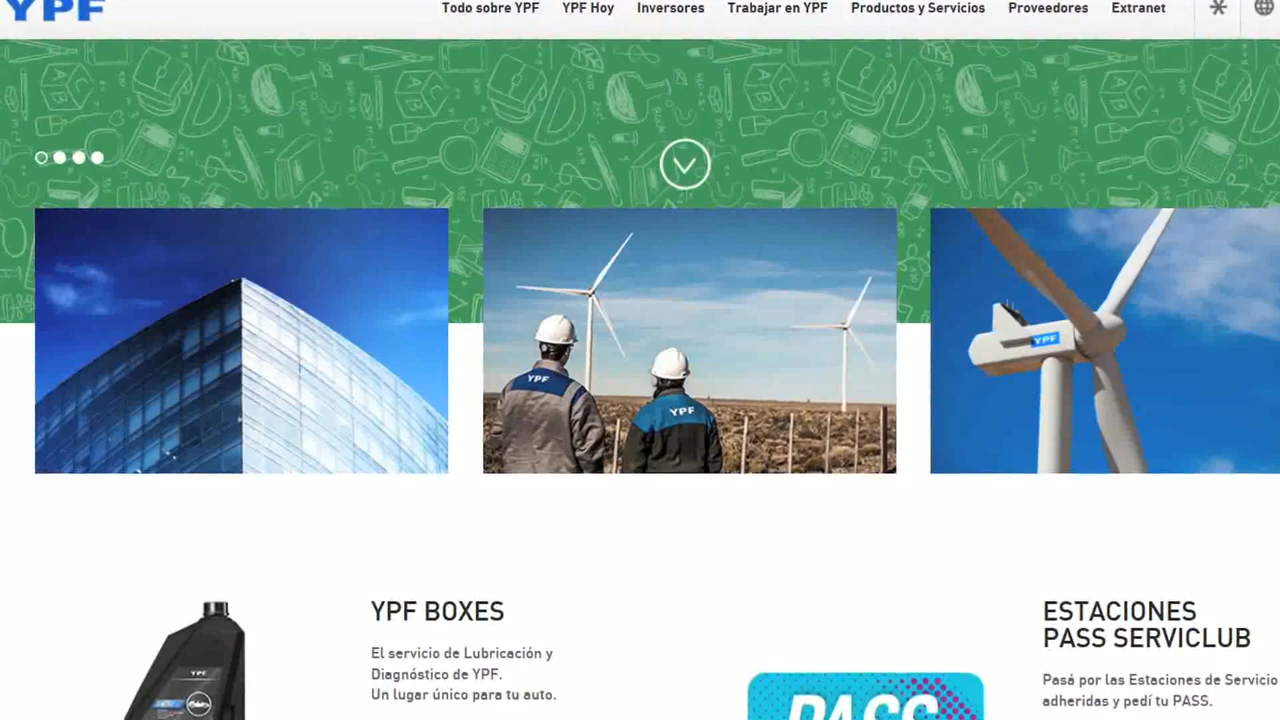 YPF
Todo sobre YPF YPF Hoy Inversores Trabajar en YPF Productos y Servicios Proveedores Extranet
YPF
YPF
YPF
YPF BOXES
El servicio de Lubricación y
Diagnóstico de YPF.
Un lugar único para tu auto.
YPF
PASS
ESTACIONES
PASS SERVICLUB
Pasá por las Estaciones de Servicio
adheridas y pedí tu PASS.